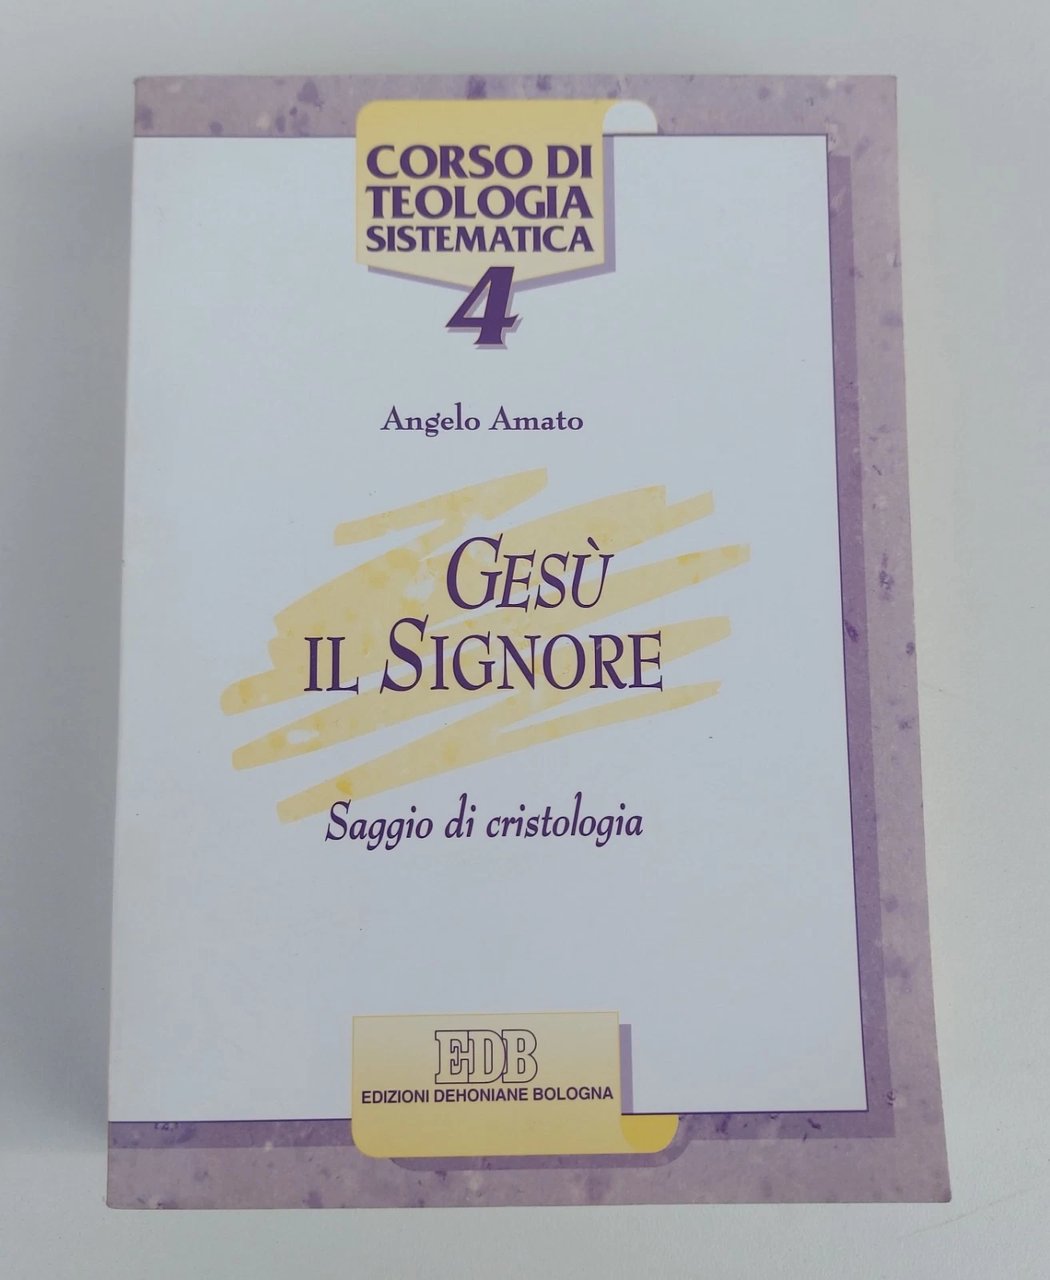 CORSO DI
TEOLOGIA
SISTEMATICA
4
Angelo Amato
GESÙ
IL SIGNORE
Saggio di cristologia
EDB
EDIZIONI DEHONIANE BOLOGNA